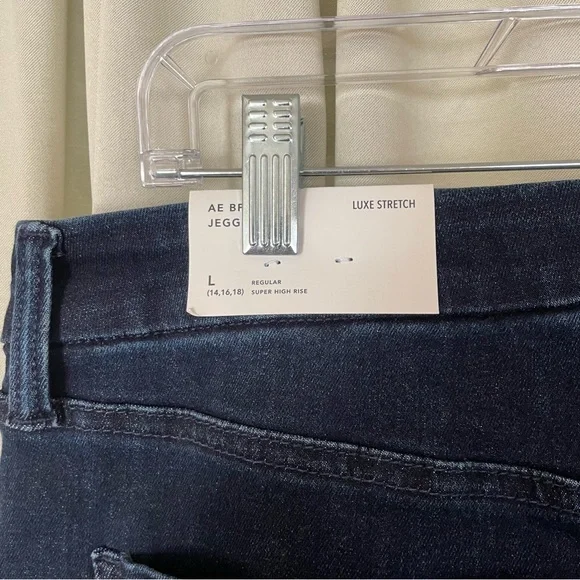 AE
LUXE STRETCH
L
REGULAR
(14,16,18)
SUPER HIGH RISE